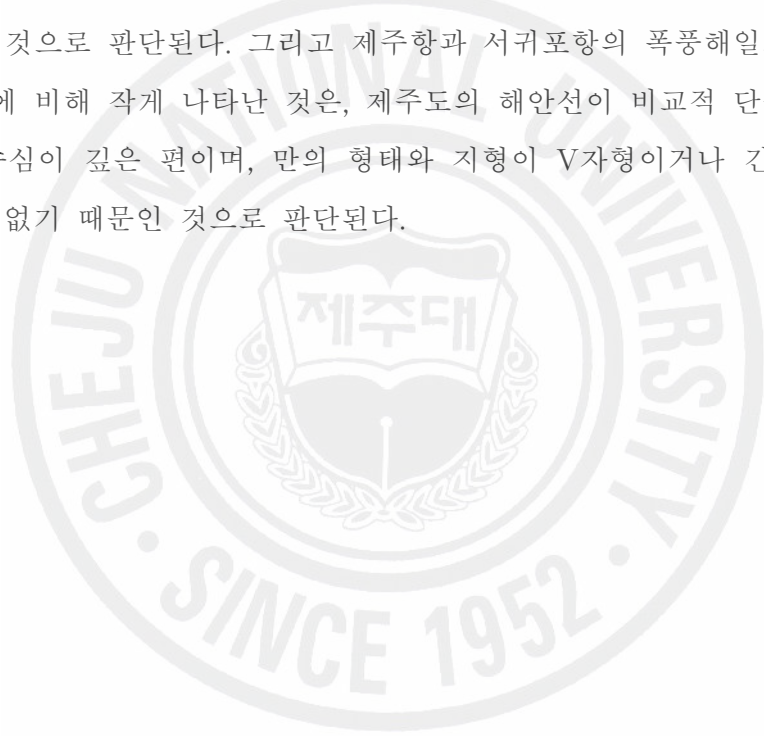 것으로 판단된다. 그리고 제주항과 서귀포항의 폭풍해일
에 비해 작게 나타난 것은, 제주도의 해안선이 비교적 단
수심이 깊은 편이며, 만의 형태와 지형이 V자형이거나 긴
없기 때문인 것으로 판단된다.
CHEJU NATIONAL UNIVERSITY
제주대
SINCE 1952